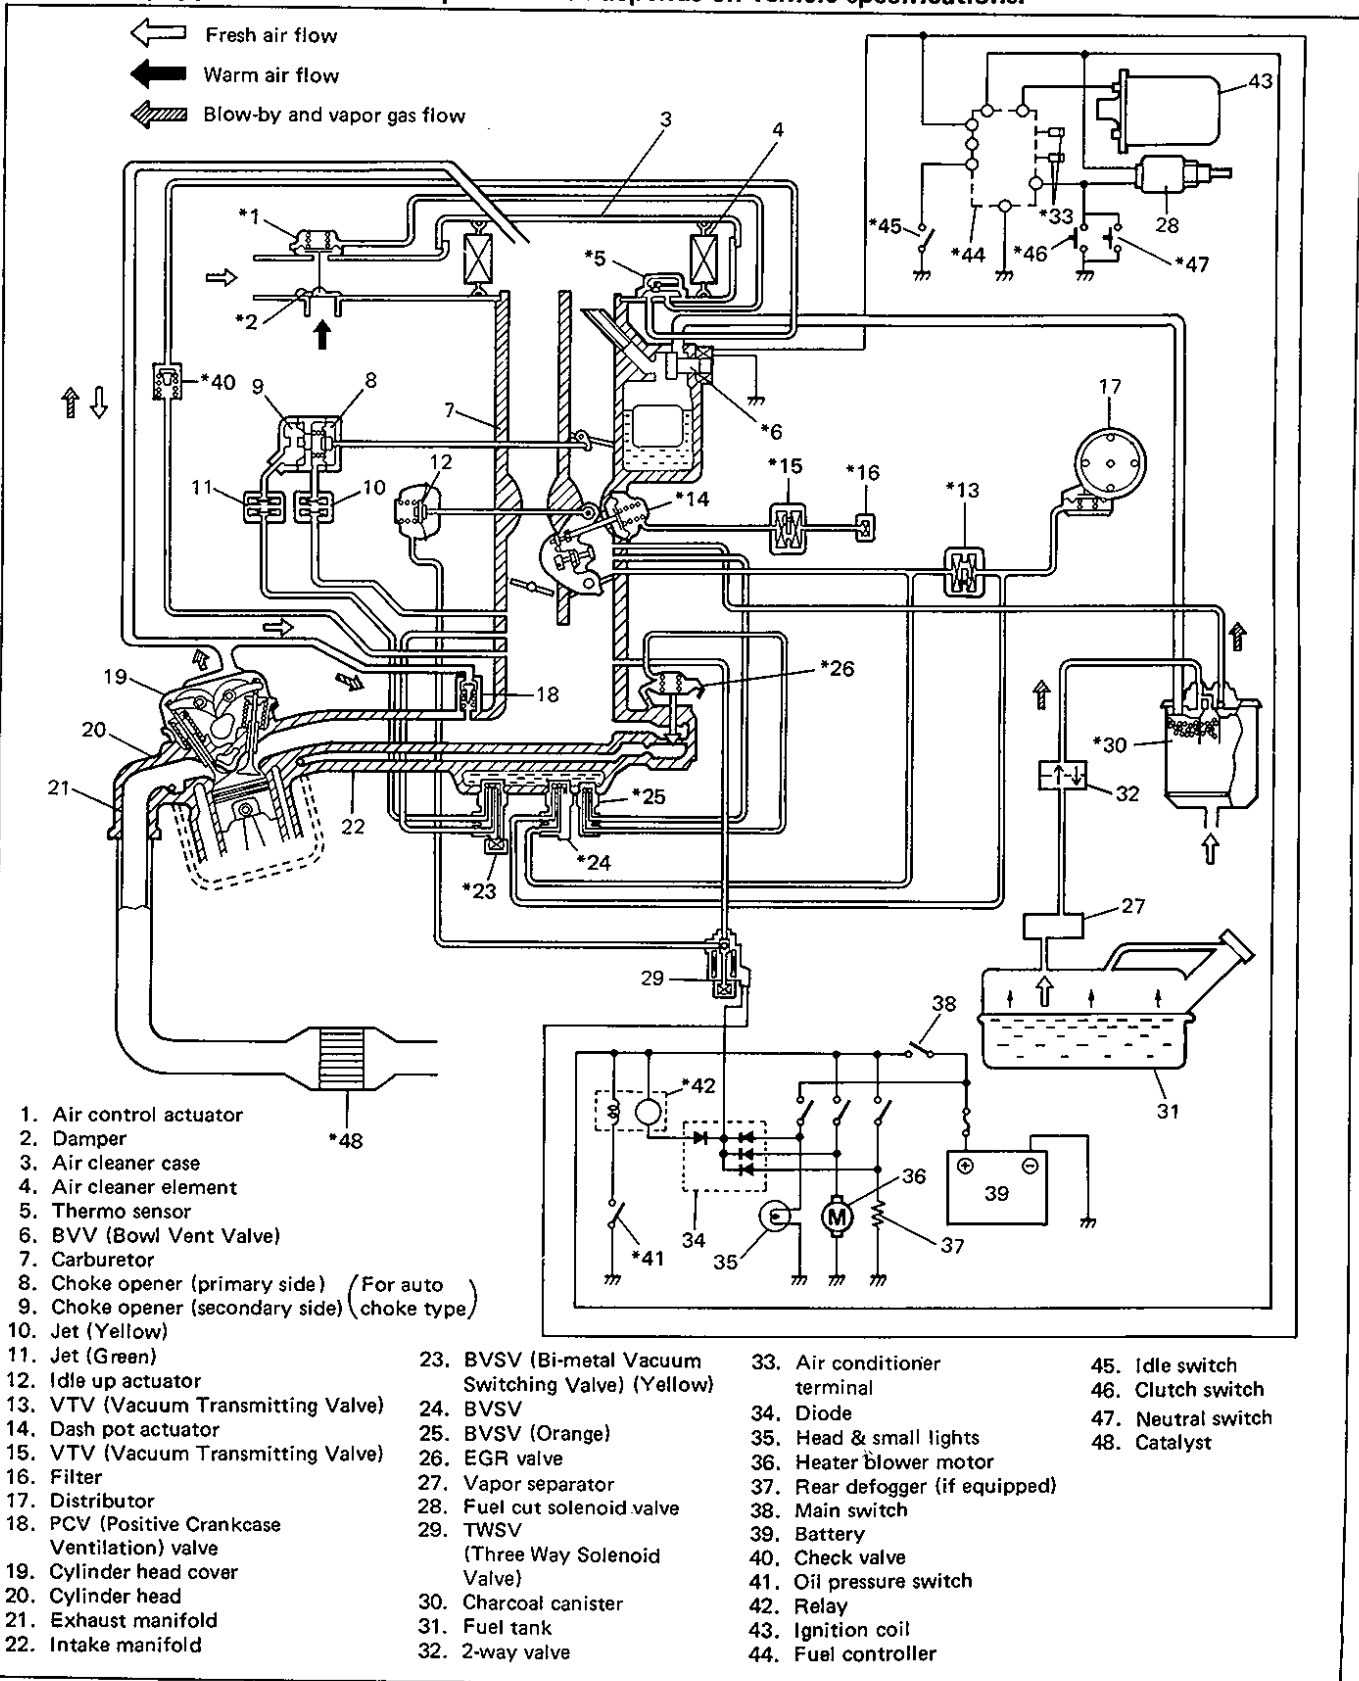 depends on vehicle specifications.
Fresh air flow
Warm air flow
Blow-by and vapor gas flow
3
4
43
*1
*2
*5
*45
*44
*33
*46
*47
28
*40
9
8
7
*6
17
12
11
10
*14
*15
*16
*13
19
18
*26
20
21
22
*25
*24
*23
*30
32
27
29
38
31
*42
*48
34
*41
35
M
36
37
39
1. Air control actuator
2. Damper
3. Air cleaner case
4. Air cleaner element
5. Thermo sensor
6. BVV (Bowl Vent Valve)
7. Carburetor
8. Choke opener (primary side) (For auto
9. Choke opener (secondary side) choke type)
10. Jet (Yellow)
11. Jet (Green)
12. Idle up actuator
13. VTV (Vacuum Transmitting Valve)
14. Dash pot actuator
15. VTV (Vacuum Transmitting Valve)
16. Filter
17. Distributor
18. PCV (Positive Crankcase
Ventilation) valve
19. Cylinder head cover
20. Cylinder head
21. Exhaust manifold
22. Intake manifold
23. BVSV (Bi-metal Vacuum
Switching Valve) (Yellow)
24. BVSV
25. BVSV (Orange)
26. EGR valve
27. Vapor separator
28. Fuel cut solenoid valve
29. TWSV
(Three Way Solenoid
Valve)
30. Charcoal canister
31. Fuel tank
32. 2-way valve
33. Air conditioner
terminal
34. Diode
35. Head & small lights
36. Heater blower motor
37. Rear defogger (if equipped)
38. Main switch
39. Battery
40. Check valve
41. Oil pressure switch
42. Relay
43. Ignition coil
44. Fuel controller
45. Idle switch
46. Clutch switch
47. Neutral switch
48. Catalyst